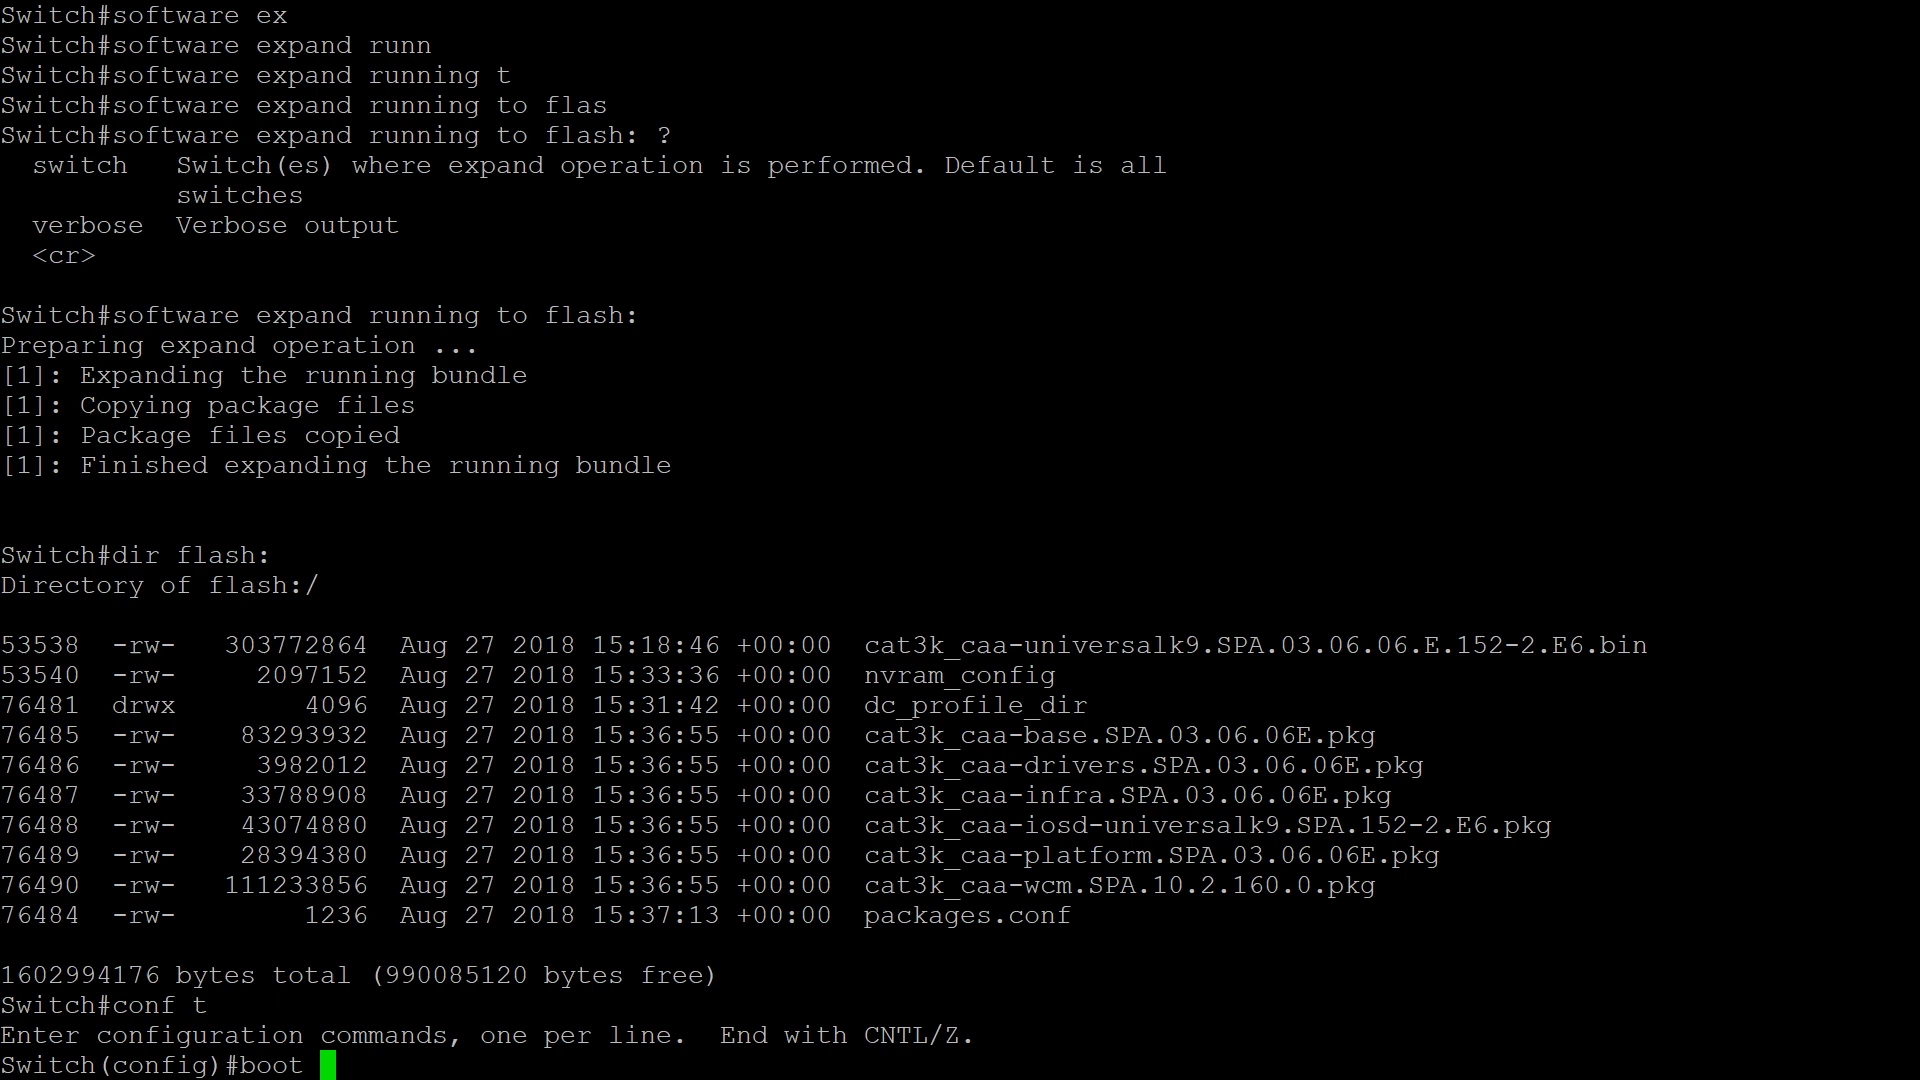 Switch#software ex
Switch#software expand runn
Switch#software expand running t
Switch#software expand running to flas
Switch#software expand running to flash: ?
  switch   Switch(es) where expand operation is performed. Default is all
           switches
  verbose  Verbose output
  <cr>

Switch#software expand running to flash:
Preparing expand operation ...
[1]: Expanding the running bundle
[1]: Copying package files
[1]: Package files copied
[1]: Finished expanding the running bundle


Switch#dir flash:
Directory of flash:/

53538  -rw-   303772864  Aug 27 2018 15:18:46 +00:00  cat3k_caa-universalk9.SPA.03.06.06.E.152-2.E6.bin
53540  -rw-     2097152  Aug 27 2018 15:33:36 +00:00  nvram_config
76481  drwx        4096  Aug 27 2018 15:31:42 +00:00  dc_profile_dir
76485  -rw-    83293932  Aug 27 2018 15:36:55 +00:00  cat3k_caa-base.SPA.03.06.06E.pkg
76486  -rw-     3982012  Aug 27 2018 15:36:55 +00:00  cat3k_caa-drivers.SPA.03.06.06E.pkg
76487  -rw-    33788908  Aug 27 2018 15:36:55 +00:00  cat3k_caa-infra.SPA.03.06.06E.pkg
76488  -rw-    43074880  Aug 27 2018 15:36:55 +00:00  cat3k_caa-iosd-universalk9.SPA.152-2.E6.pkg
76489  -rw-    28394380  Aug 27 2018 15:36:55 +00:00  cat3k_caa-platform.SPA.03.06.06E.pkg
76490  -rw-   111233856  Aug 27 2018 15:36:55 +00:00  cat3k_caa-wcm.SPA.10.2.160.0.pkg
76484  -rw-        1236  Aug 27 2018 15:37:13 +00:00  packages.conf

1602994176 bytes total (990085120 bytes free)
Switch#conf t
Enter configuration commands, one per line.  End with CNTL/Z.
Switch(config)#boot